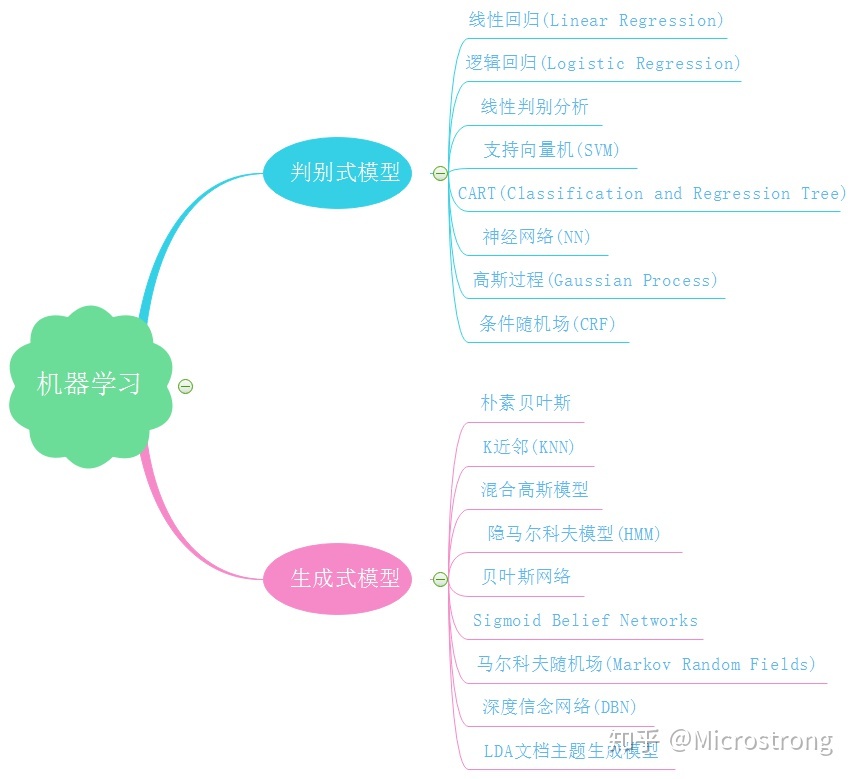 机器学习
判别式模型
线性回归(Linear Regression)
逻辑回归(Logistic Regression)
线性判别分析
支持向量机(SVM)
CART(Classification and Regression Tree)
神经网络(NN)
高斯过程(Gaussian Process)
条件随机场(CRF)
生成式模型
朴素贝叶斯
K近邻(KNN)
混合高斯模型
隐马尔科夫模型(HMM)
贝叶斯网络
Sigmoid Belief Networks
马尔科夫随机场(Markov Random Fields)
深度信念网络(DBN)
LDA文档主题生成模型
知乎 @Microstrong